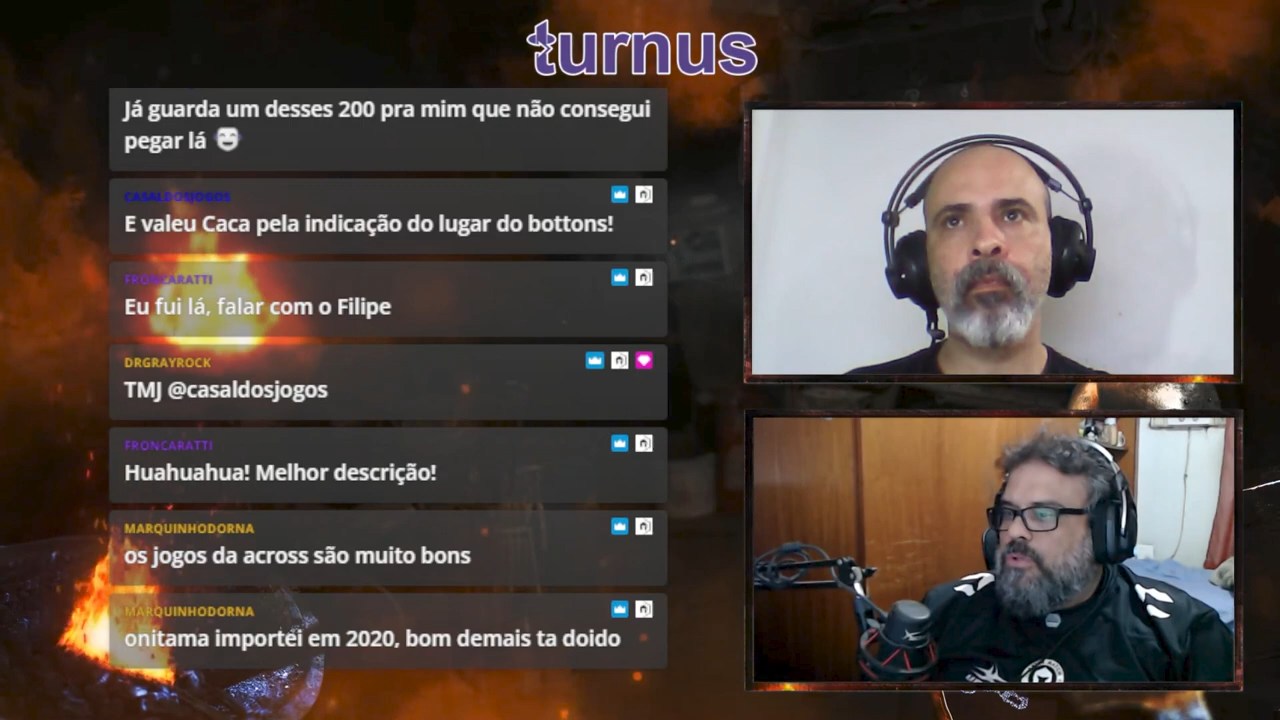 turnus
Já guarda um desses 200 pra mim que não consegui
pegar lá
CASALDOSJOGOS
E valeu Caca pela indicação do lugar do bottons!
FRONCARATTI
Eu fui lá, falar com o Filipe
DRGRAYROCK
TMJ @casaldosjogos
FRONCARATTI
Huahuahua! Melhor descrição!
MARQUINHODORNA
os jogos da across são muito bons
MARQUINHODORNA
onitama importei em 2020, bom demais ta doido